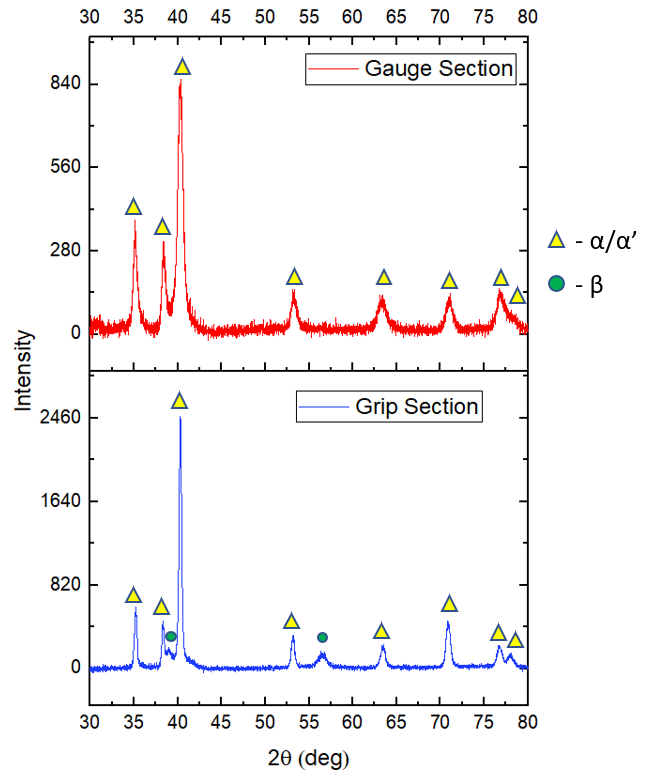 30 35 40 45 50 55 60 65 70 75 80
Gauge Section
840
560
280
0
- α/α’
- β
Intensity
Grip Section
2460
1640
820
0
30 35 40 45 50 55 60 65 70 75 80
2θ (deg)